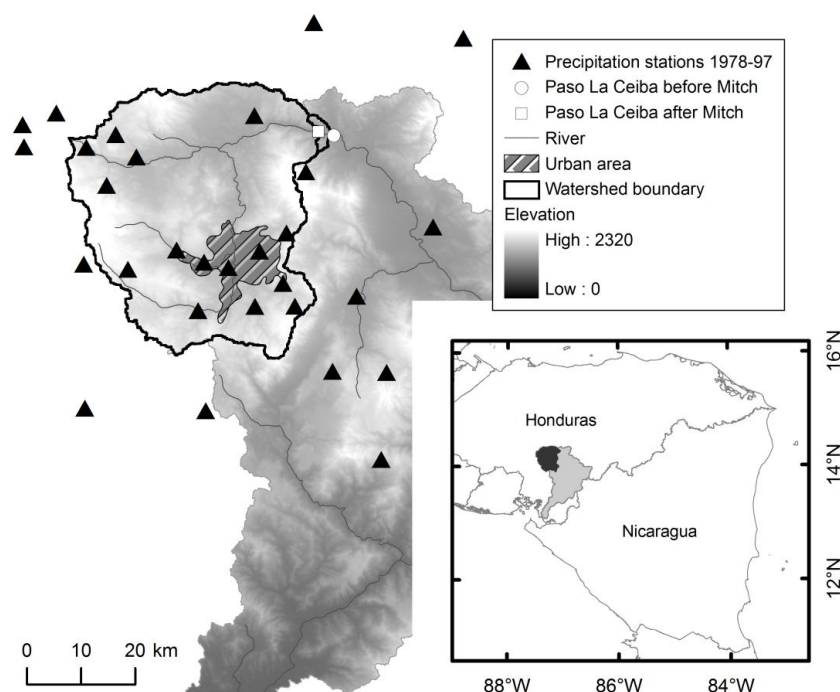 Precipitation stations 1978-97
Paso La Ceiba before Mitch
Paso La Ceiba after Mitch
River
Urban area
Watershed boundary
Elevation
High : 2320
Low : 0
0 10 20 km
Honduras
Nicaragua
16°N
14°N
12°N
88°W 86°W 84°W